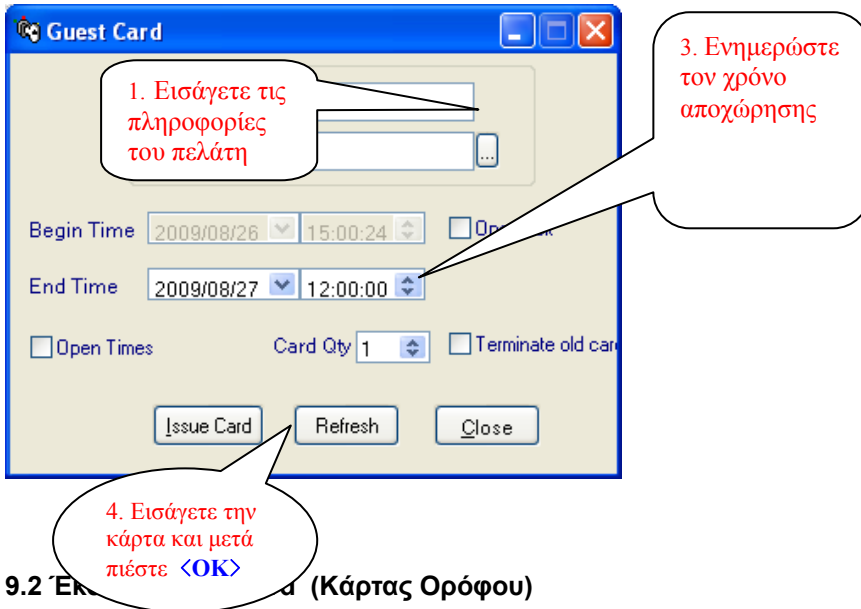 Guest Card
1. Εισάγετε τις
πληροφορίες
του πελάτη
3. Ενημερώστε
τον χρόνο
αποχώρησης
...
Begin Time 2009/08/26 15:00:24
End Time 2009/08/27 12:00:00
Open Times Card Qty 1 Terminate old card
Issue Card Refresh Close
4. Εισάγετε την
κάρτα και μετά
πιέστε <OK>
9.2 (Κάρτας Ορόφου)